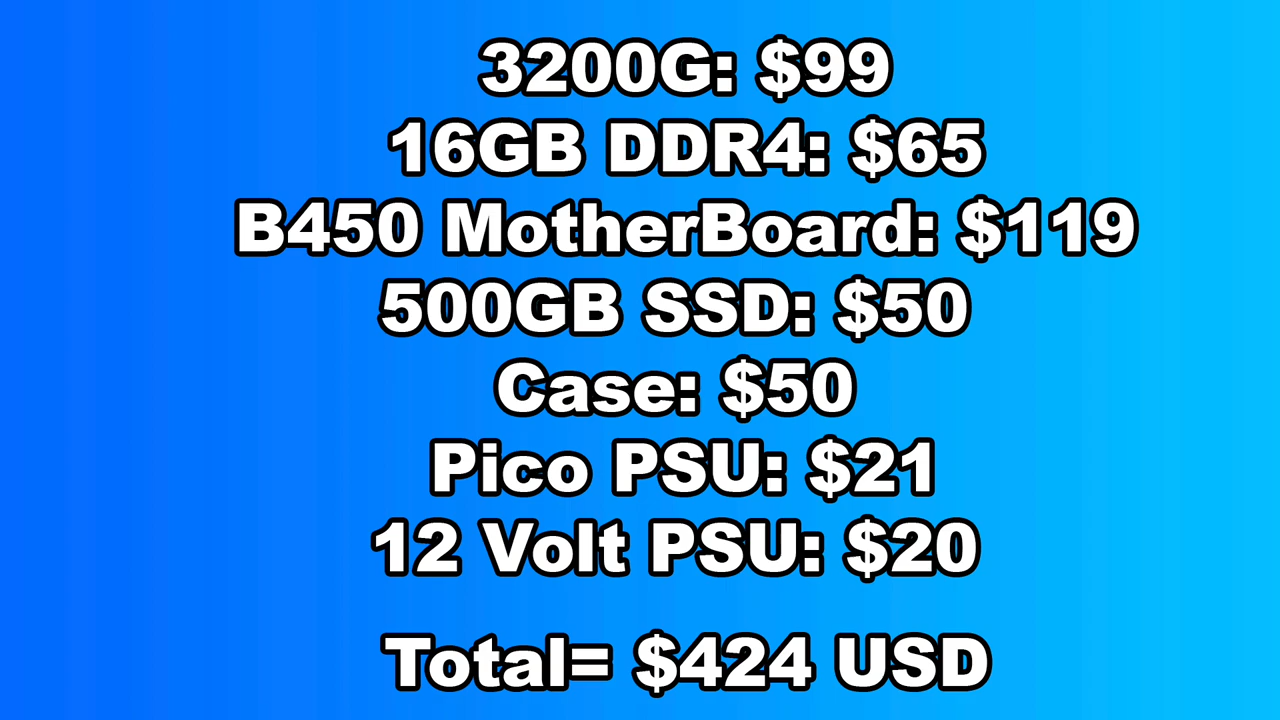 3200G: $99
16GB DDR4: $65
B450 MotherBoard: $119
500GB SSD: $50
Case: $50
Pico PSU: $21
12 Volt PSU: $20
Total= $424 USD